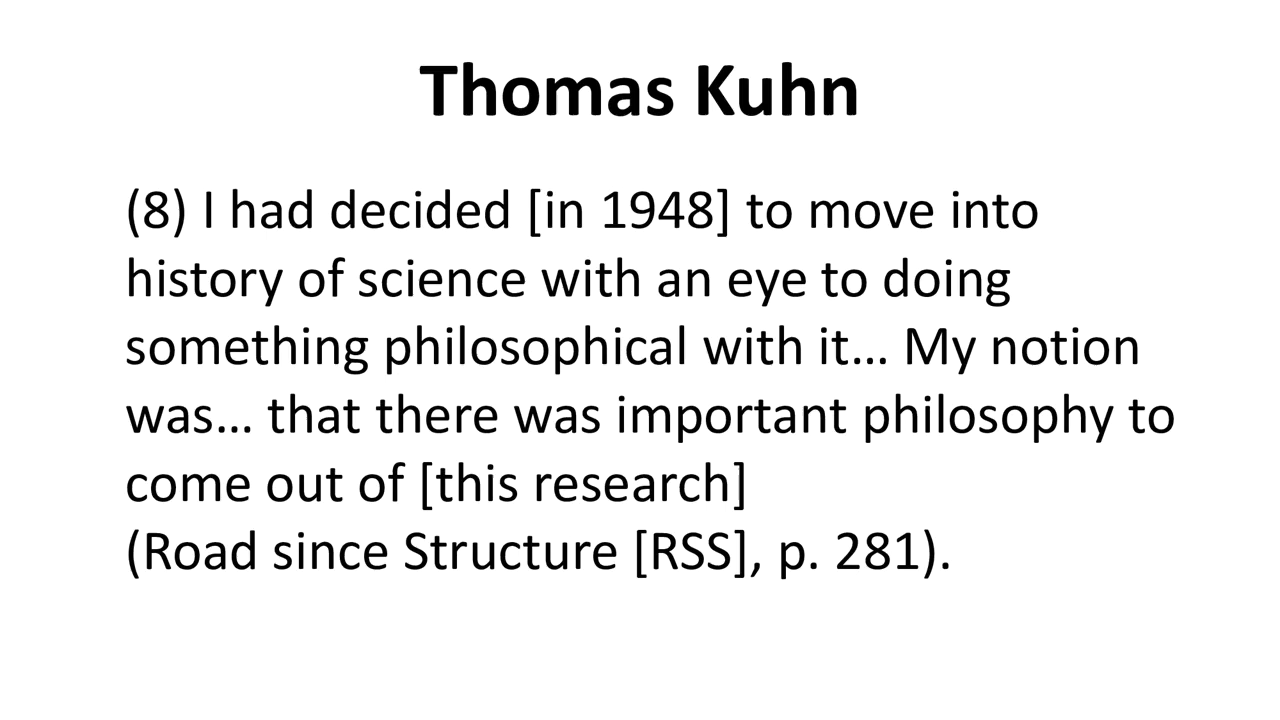 Thomas Kuhn
(8) I had decided [in 1948] to move into
history of science with an eye to doing
something philosophical with it… My notion
was… that there was important philosophy to
come out of [this research]
(Road since Structure [RSS], p. 281).